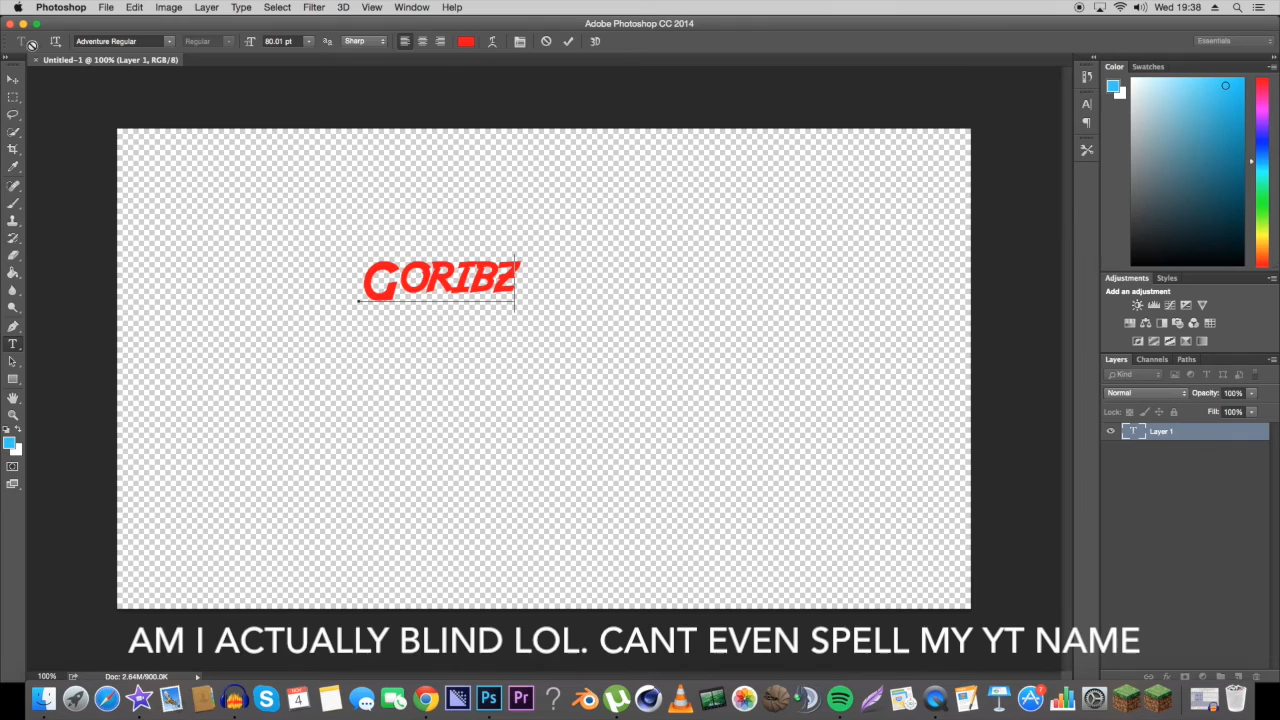 Photoshop File Edit Image Layer Type Select Filter 3D View Window Help Wed 19:38
Adobe Photoshop CC 2014
Adventure Regular Regular 80.01 pt Sharp 3D Essentials
Untitled-1 @ 100% (Layer 1, RGB/8)
Color Swatches
GORIBZ
Adjustments Styles
Add an adjustment
Layers Channels Paths
Kind
Normal Opacity: 100%
Lock: Fill: 100%
T Layer 1
AM I ACTUALLY BLIND LOL. CANT EVEN SPELL MY YT NAME
100% Doc: 2.64M/900.0K